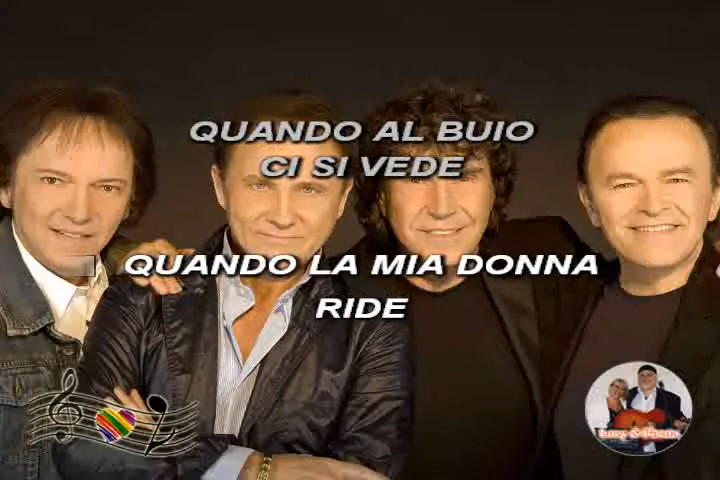 QUANDO AL BUIO
CI SI VEDE
QUANDO LA MIA DONNA
RIDE